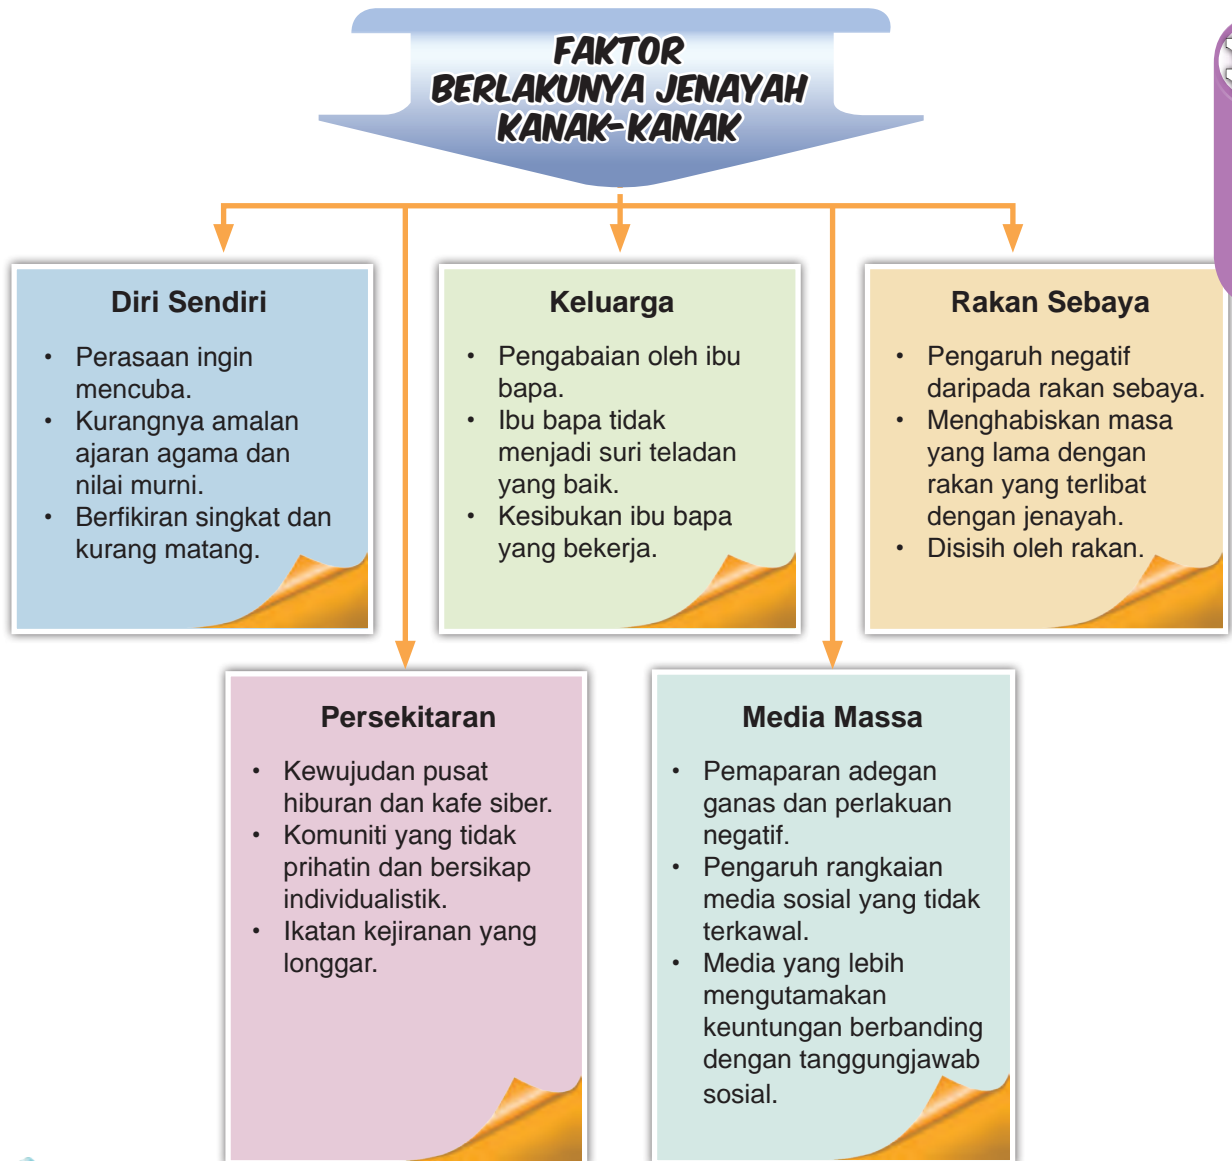 FAKTOR
BERLAKUNYA JENAYAH
KANAK-KANAK
Diri Sendiri
• Perasaan ingin
mencuba.
• Kurangnya amalan
ajaran agama dan
nilai murni.
• Berfikiran singkat dan
kurang matang.
Keluarga
• Pengabaian oleh ibu
bapa.
• Ibu bapa tidak
menjadi suri teladan
yang baik.
• Kesibukan ibu bapa
yang bekerja.
Rakan Sebaya
• Pengaruh negatif
daripada rakan sebaya.
• Menghabiskan masa
yang lama dengan
rakan yang terlibat
dengan jenayah.
• Disisih oleh rakan.
Persekitaran
• Kewujudan pusat
hiburan dan kafe siber.
• Komuniti yang tidak
prihatin dan bersikap
individualistik.
• Ikatan kejiranan yang
longgar.
Media Massa
• Pemaparan adegan
ganas dan perlakuan
negatif.
• Pengaruh rangkaian
media sosial yang tidak
terkawal.
• Media yang lebih
mengutamakan
keuntungan berbanding
dengan tanggungjawab
sosial.